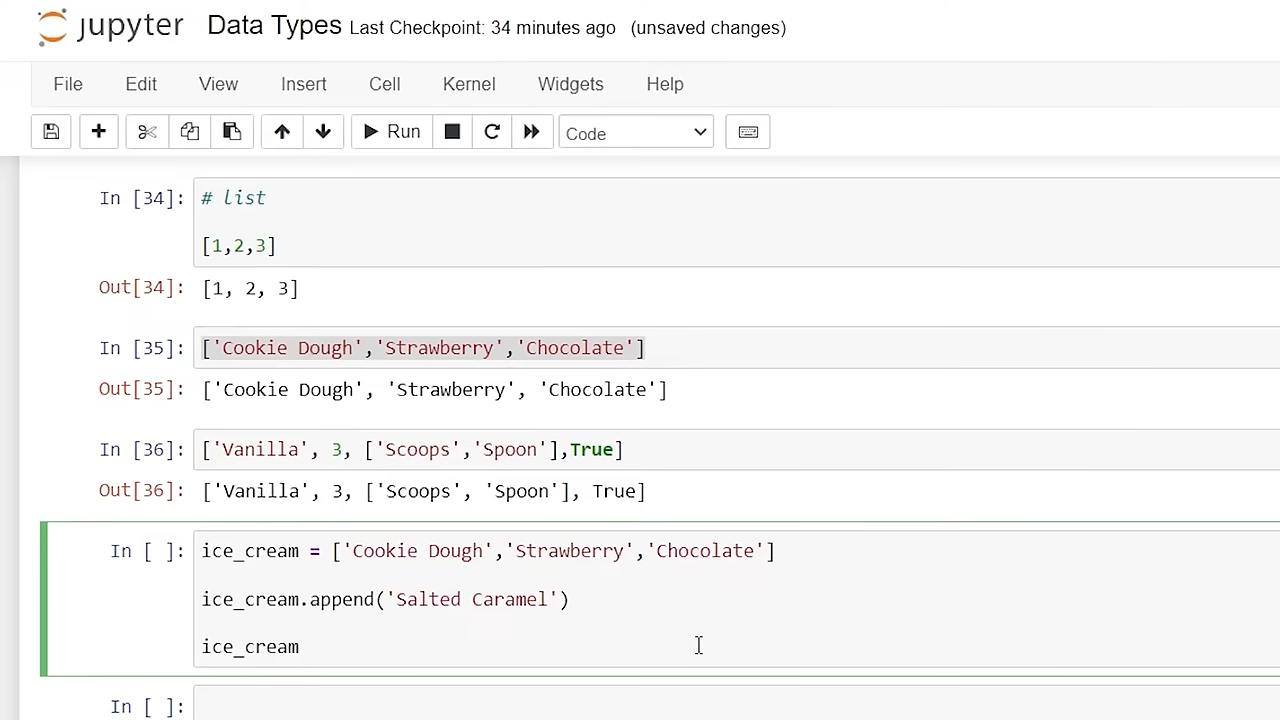 jupyter Data Types Last Checkpoint: 34 minutes ago (unsaved changes)
File Edit View Insert Cell Kernel Widgets Help
Run Code
In [34]: # list
[1,2,3]
Out[34]: [1, 2, 3]
In [35]: ['Cookie Dough','Strawberry','Chocolate']
Out[35]: ['Cookie Dough', 'Strawberry', 'Chocolate']
In [36]: ['Vanilla', 3, ['Scoops','Spoon'],True]
Out[36]: ['Vanilla', 3, ['Scoops', 'Spoon'], True]
In [ ]: ice_cream = ['Cookie Dough','Strawberry','Chocolate']
ice_cream.append('Salted Caramel')
ice_cream
In [ ]: